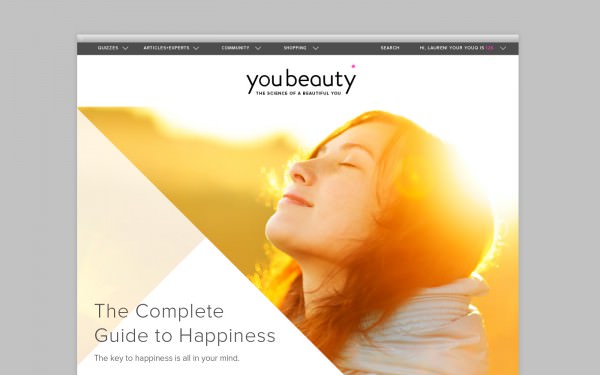 QUIZZES ARTICLES+EXPERTS COMMUNITY SHOPPING SEARCH HI, LAUREN! YOUR YOUQ IS
youbeauty
THE SCIENCE OF A BEAUTIFUL YOU
The Complete
Guide to Happiness
The key to happiness is all in your mind.